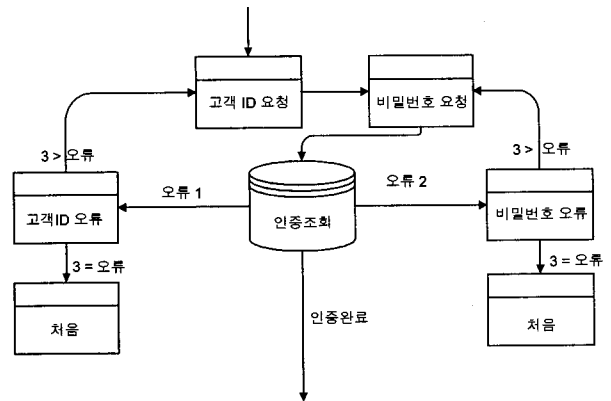 고객 ID 요청
비밀번호 요청
3 > 오류
3 > 오류
오류 1
오류 2
고객ID 오류
인증조회
비밀번호 오류
3 = 오류
3 = 오류
처음
인증완료
처음